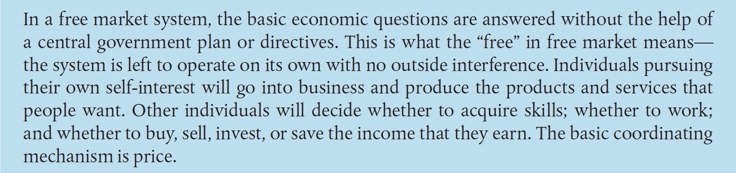 In a free market system, the basic economic questions are answered without the help of
a central government plan or directives. This is what the “free” in free market means—
the system is left to operate on its own with no outside interference. Individuals pursuing
their own self-interest will go into business and produce the products and services that
people want. Other individuals will decide whether to acquire skills; whether to work;
and whether to buy, sell, invest, or save the income that they earn. The basic coordinating
mechanism is price.